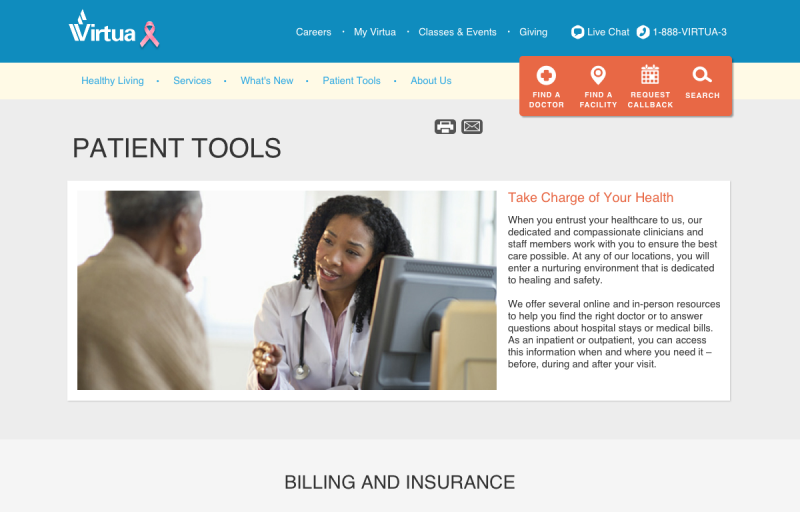 Virtua
Careers • My Virtua • Classes & Events • Giving
Live Chat
1-888-VIRTUA-3
Healthy Living • Services • What's New • Patient Tools • About Us
FIND A
DOCTOR
FIND A
FACILITY
REQUEST
CALLBACK
SEARCH
PATIENT TOOLS
Take Charge of Your Health
When you entrust your healthcare to us, our
dedicated and compassionate clinicians and
staff members work with you to ensure the best
care possible. At any of our locations, you will
enter a nurturing environment that is dedicated
to healing and safety.
We offer several online and in-person resources
to help you find the right doctor or to answer
questions about hospital stays or medical bills.
As an inpatient or outpatient, you can access
this information when and where you need it –
before, during and after your visit.
BILLING AND INSURANCE